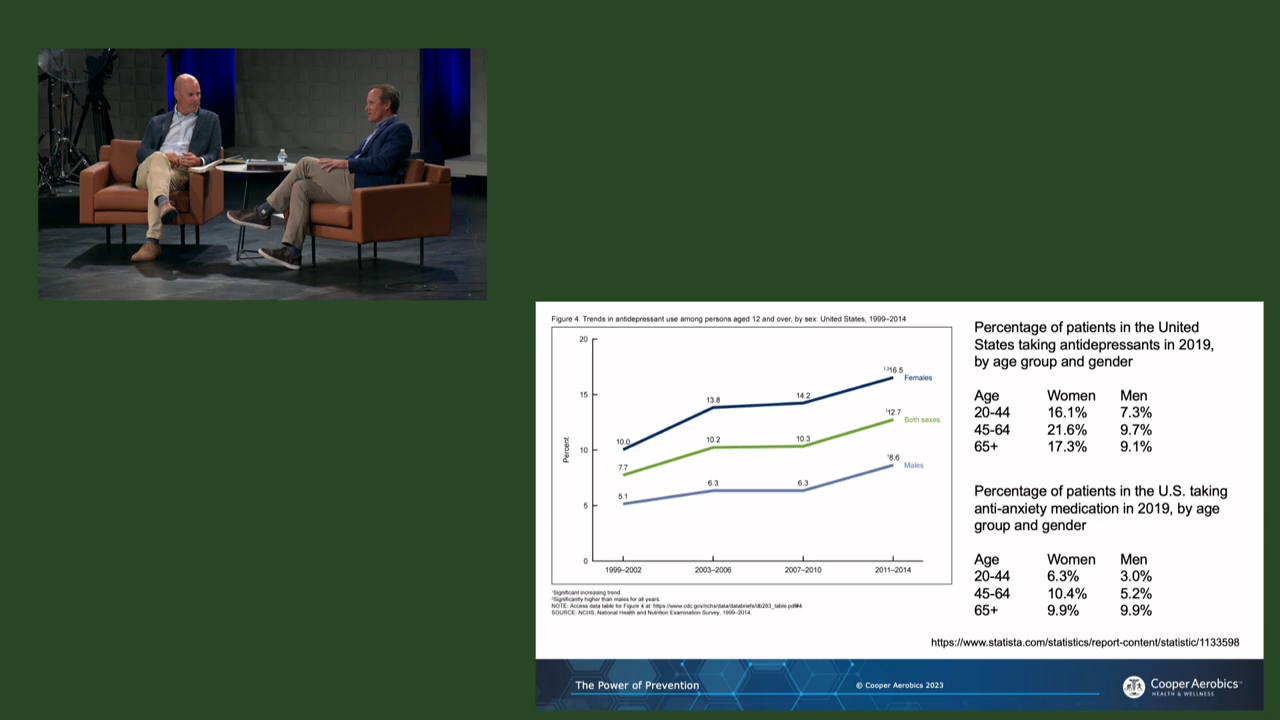 Figure 4. Trends in antidepressant use among persons aged 12 and over, by sex: United States, 1999–2014
20
15
10
5
0
Percent
10.0
13.8
14.2
1,216.5
Females
7.7
10.2
10.3
112.7
Both sexes
5.1
6.3
6.3
18.6
Males
1999–2002
2003–2006
2007–2010
2011–2014
1Significant increasing trend.
2Significantly higher than males for all years.
NOTE: Access data table for Figure 4 at: https://www.cdc.gov/nchs/data/databriefs/db283_table.pdf#4.
SOURCE: NCHS, National Health and Nutrition Examination Survey, 1999–2014.
Percentage of patients in the United
States taking antidepressants in 2019,
by age group and gender
Age Women Men
20-44 16.1% 7.3%
45-64 21.6% 9.7%
65+ 17.3% 9.1%
Percentage of patients in the U.S. taking
anti-anxiety medication in 2019, by age
group and gender
Age Women Men
20-44 6.3% 3.0%
45-64 10.4% 5.2%
65+ 9.9% 9.9%
https://www.statista.com/statistics/report-content/statistic/1133598
The Power of Prevention
© Cooper Aerobics 2023
Cooper Aerobics™
HEALTH & WELLNESS